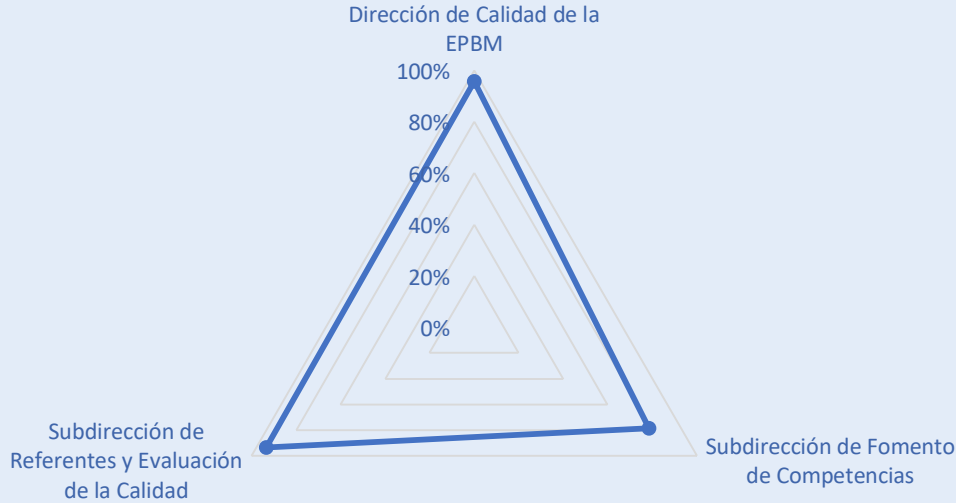 Dirección de Calidad de la
EPBM
100%
80%
60%
40%
20%
0%
Subdirección de Fomento
de Competencias
Subdirección de
Referentes y Evaluación
de la Calidad